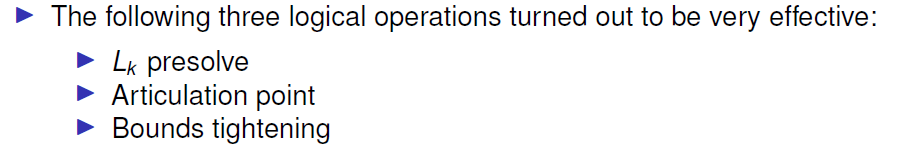 ▶ The following three logical operations turned out to be very effective:
▶ Lₖ presolve
▶ Articulation point
▶ Bounds tightening